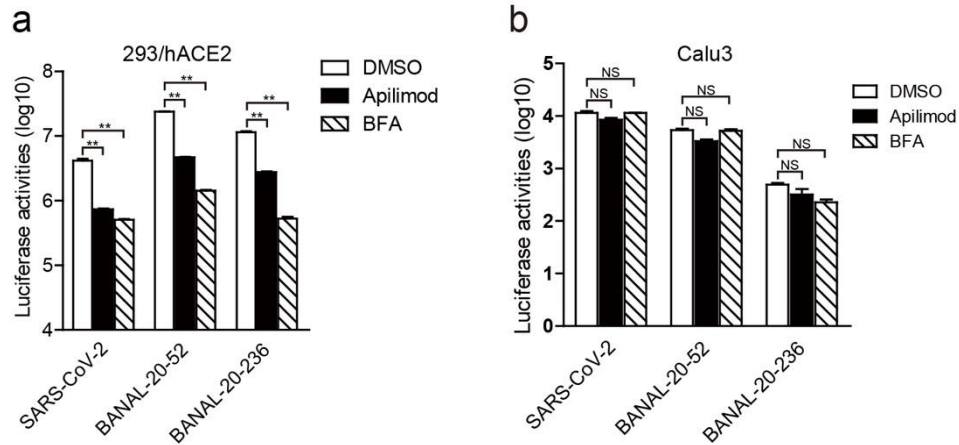 a
293/hACE2
Luciferase activities (log10)
8
7
6
5
4
**
**
**
**
**
**
SARS-CoV-2
BANAL-20-52
BANAL-20-236
DMSO
Apilimod
BFA
b
Calu3
Luciferase activities (log10)
5
4
3
2
1
0
NS
NS
NS
NS
NS
NS
SARS-CoV-2
BANAL-20-52
BANAL-20-236
DMSO
Apilimod
BFA